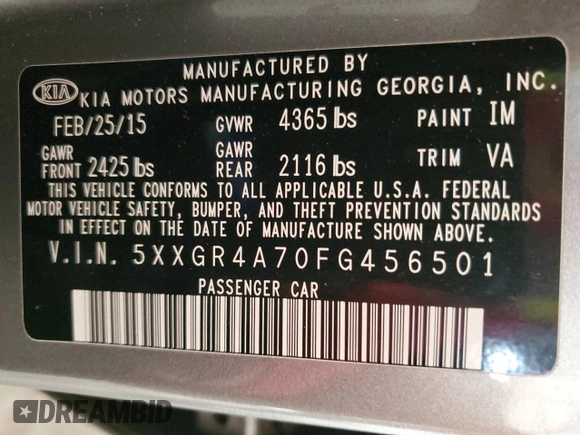 MANUFACTURED BY
KIA KIA MOTORS MANUFACTURING GEORGIA, INC.
FEB/25/15 GVWR 4365 lbs PAINT IM
GAWR FRONT 2425 lbs GAWR REAR 2116 lbs TRIM VA
THIS VEHICLE CONFORMS TO ALL APPLICABLE U.S.A. FEDERAL
MOTOR VEHICLE SAFETY, BUMPER, AND THEFT PREVENTION STANDARDS
IN EFFECT ON THE DATE OF MANUFACTURE SHOWN ABOVE.
V.I.N. 5XXGR4A70FG456501
PASSENGER CAR
DREAMBID